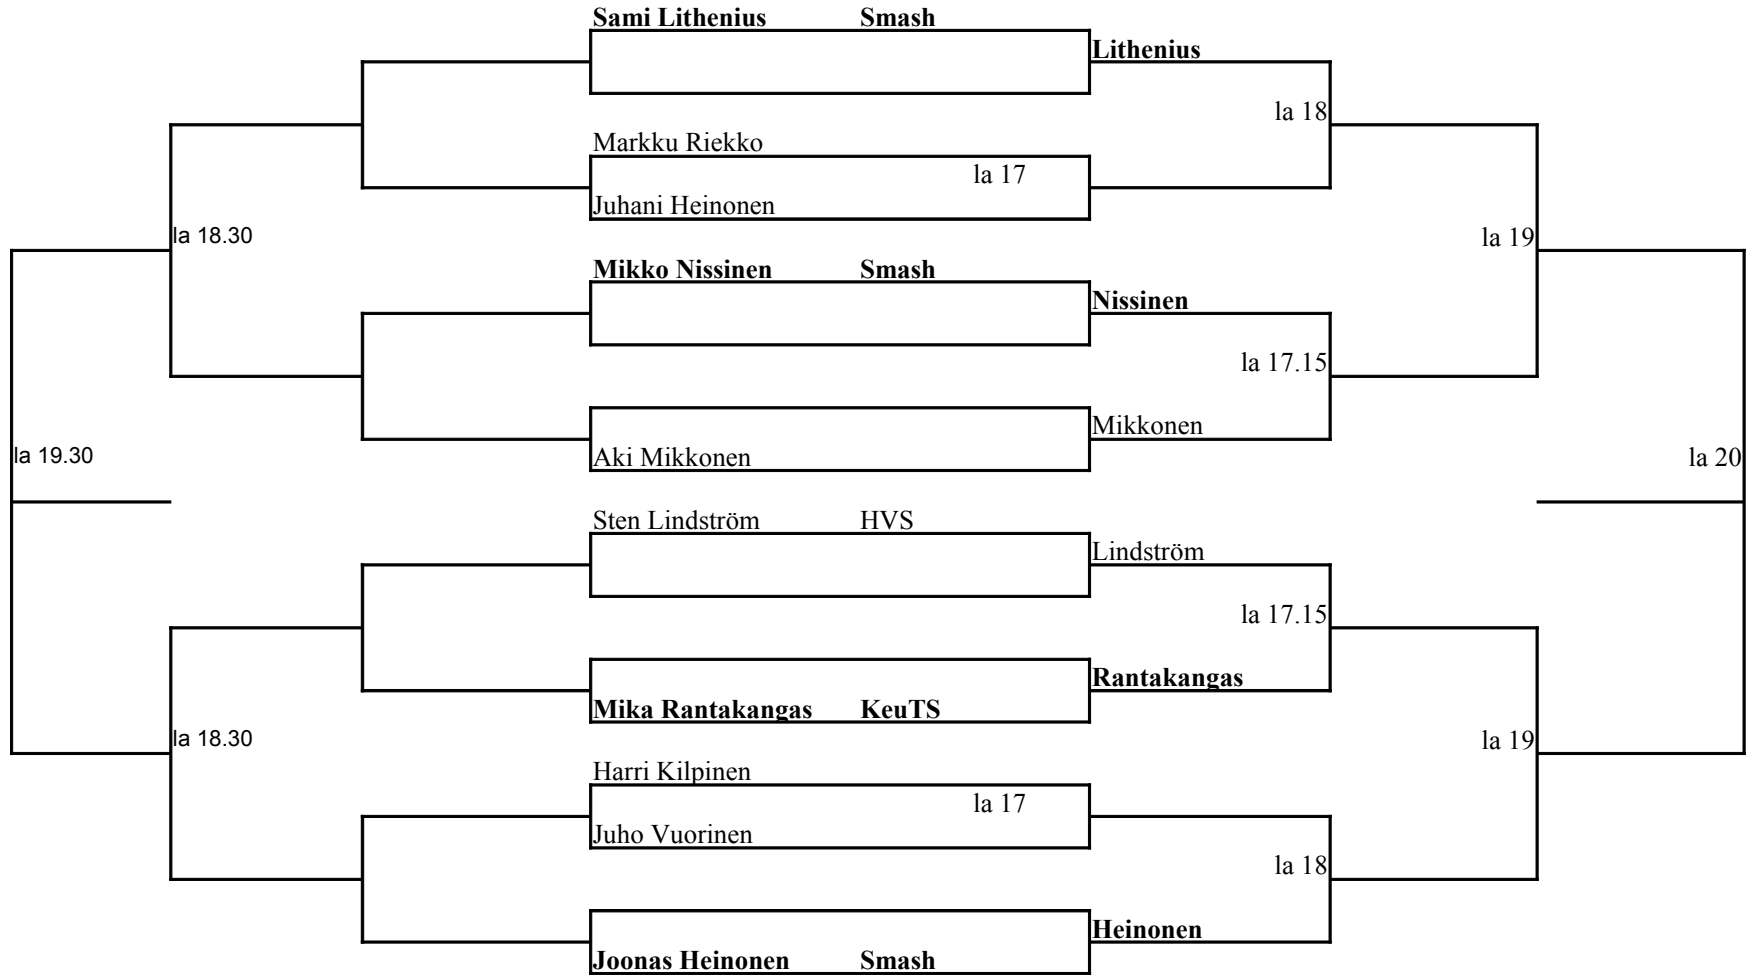 Sami Lithenius Smash
Lithenius
la 18
Markku Riekko
la 17
Juhani Heinonen
la 18.30
la 19
Mikko Nissinen Smash
Nissinen
la 17.15
Mikkonen
Aki Mikkonen
la 19.30
la 20
Sten Lindström HVS
Lindström
la 17.15
Rantakangas
Mika Rantakangas KeuTS
la 18.30
la 19
Harri Kilpinen
la 17
Juho Vuorinen
la 18
Heinonen
Joonas Heinonen Smash